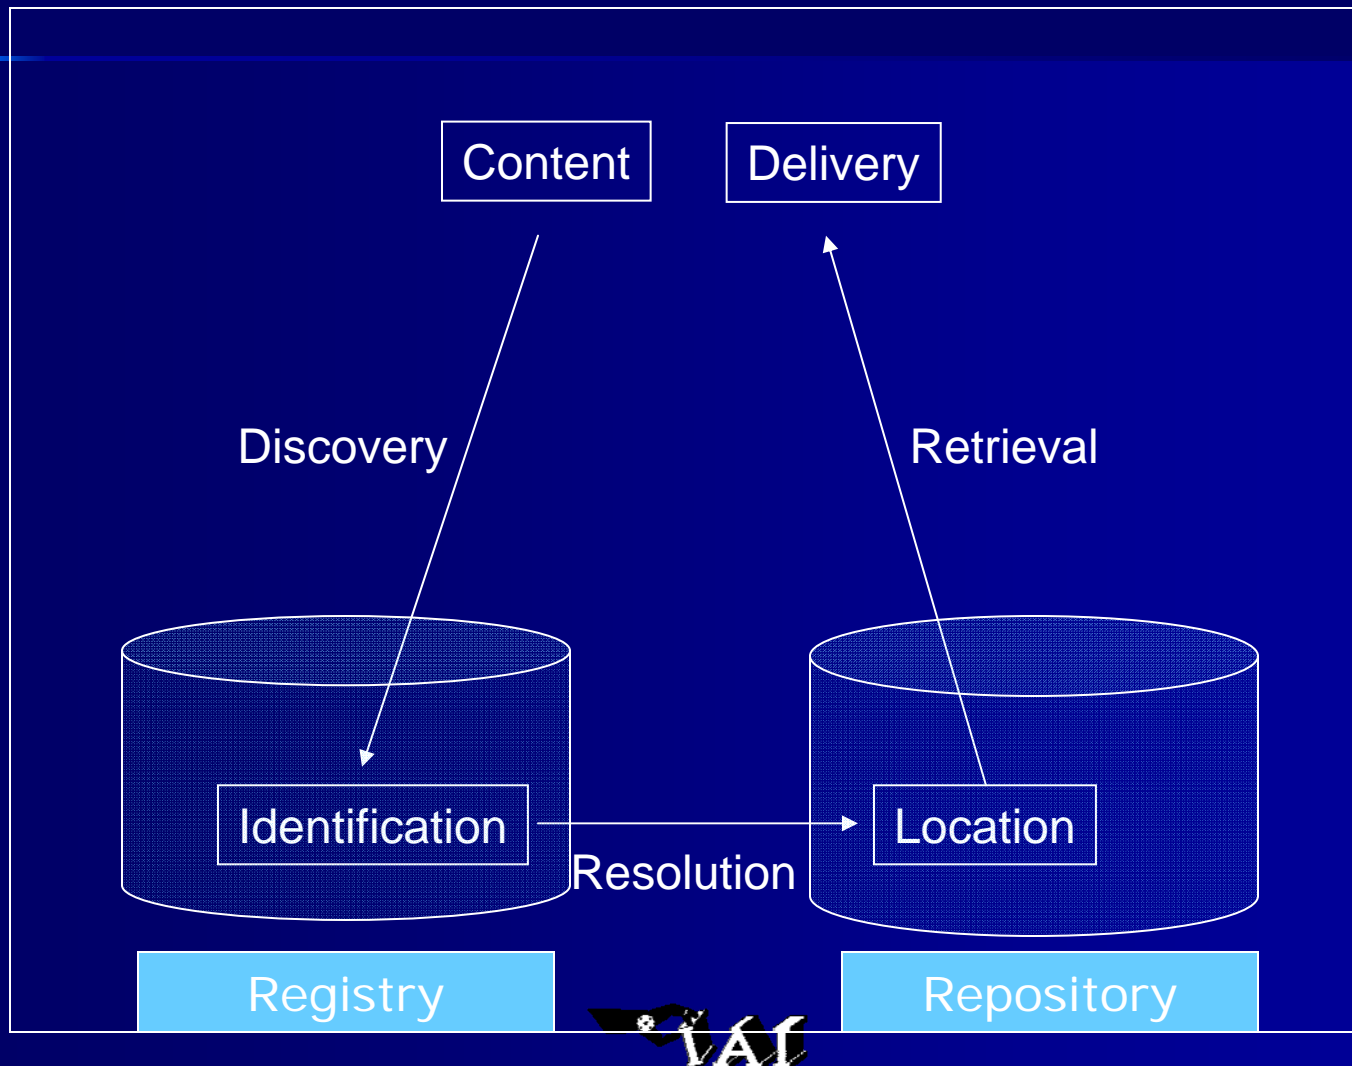 Content
Delivery
Discovery
Retrieval
Identification
Location
Resolution
Registry
Repository